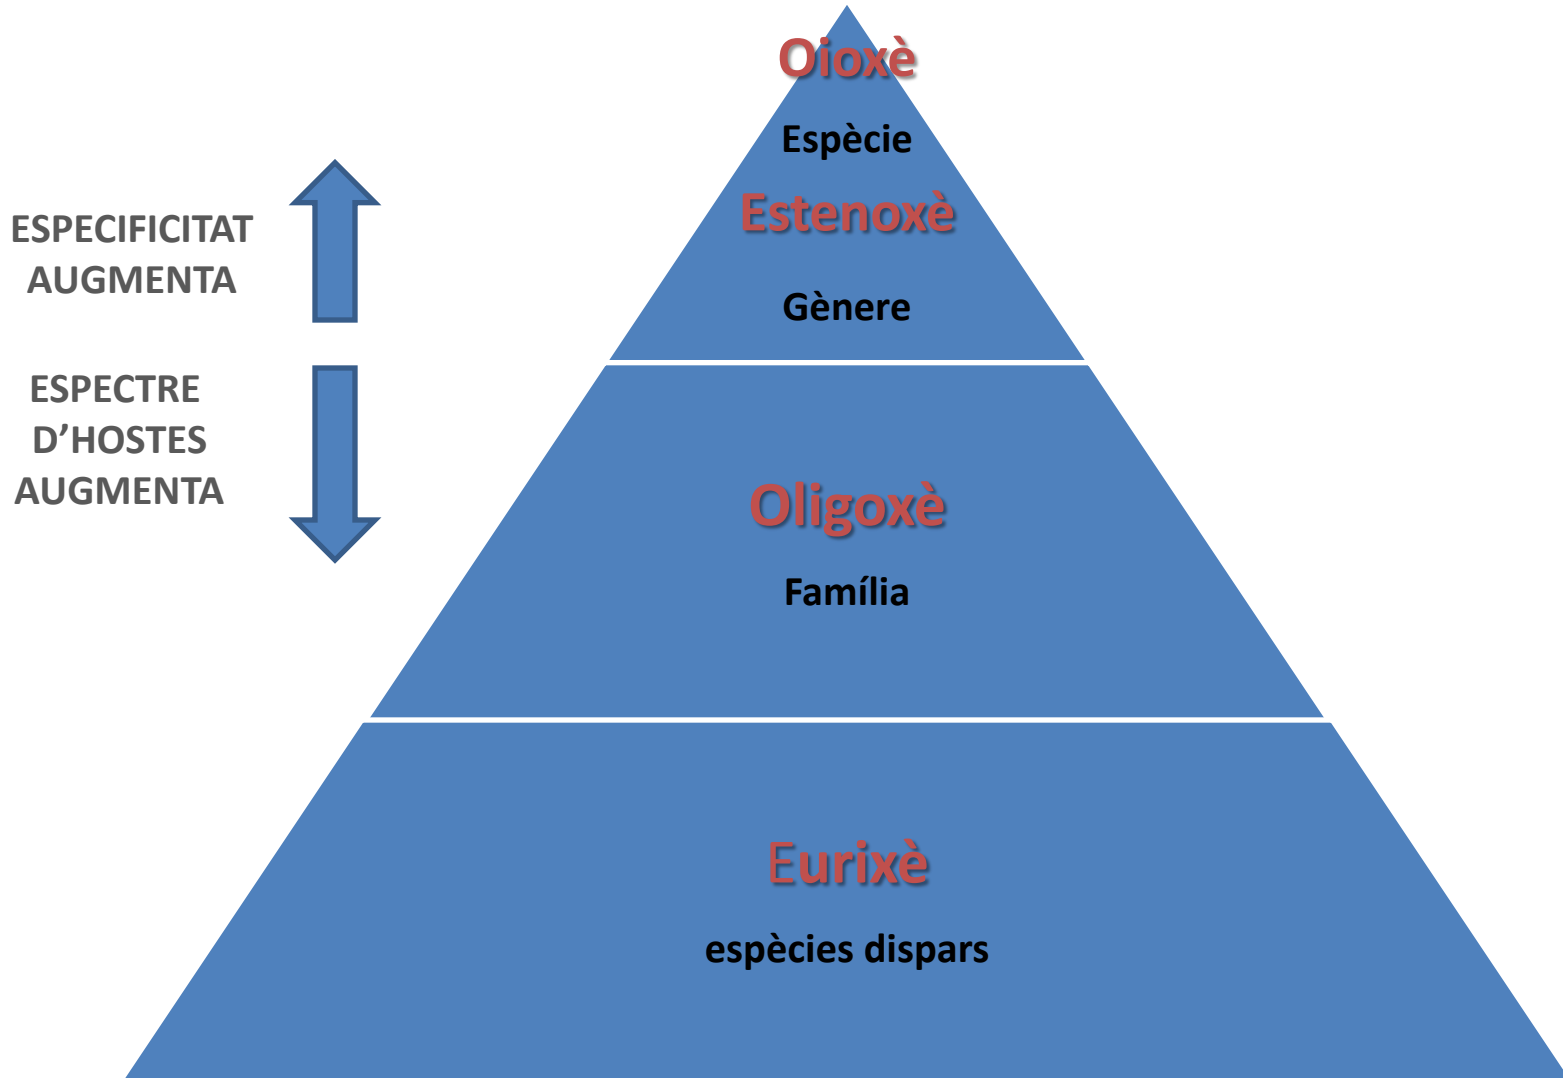 Oioxè
Espècie
Estenoxè
Gènere
ESPECIFICITAT
AUGMENTA
ESPECTRE
D’HOSTES
AUGMENTA
Oligoxè
Família
Eurixè
espècies dispars